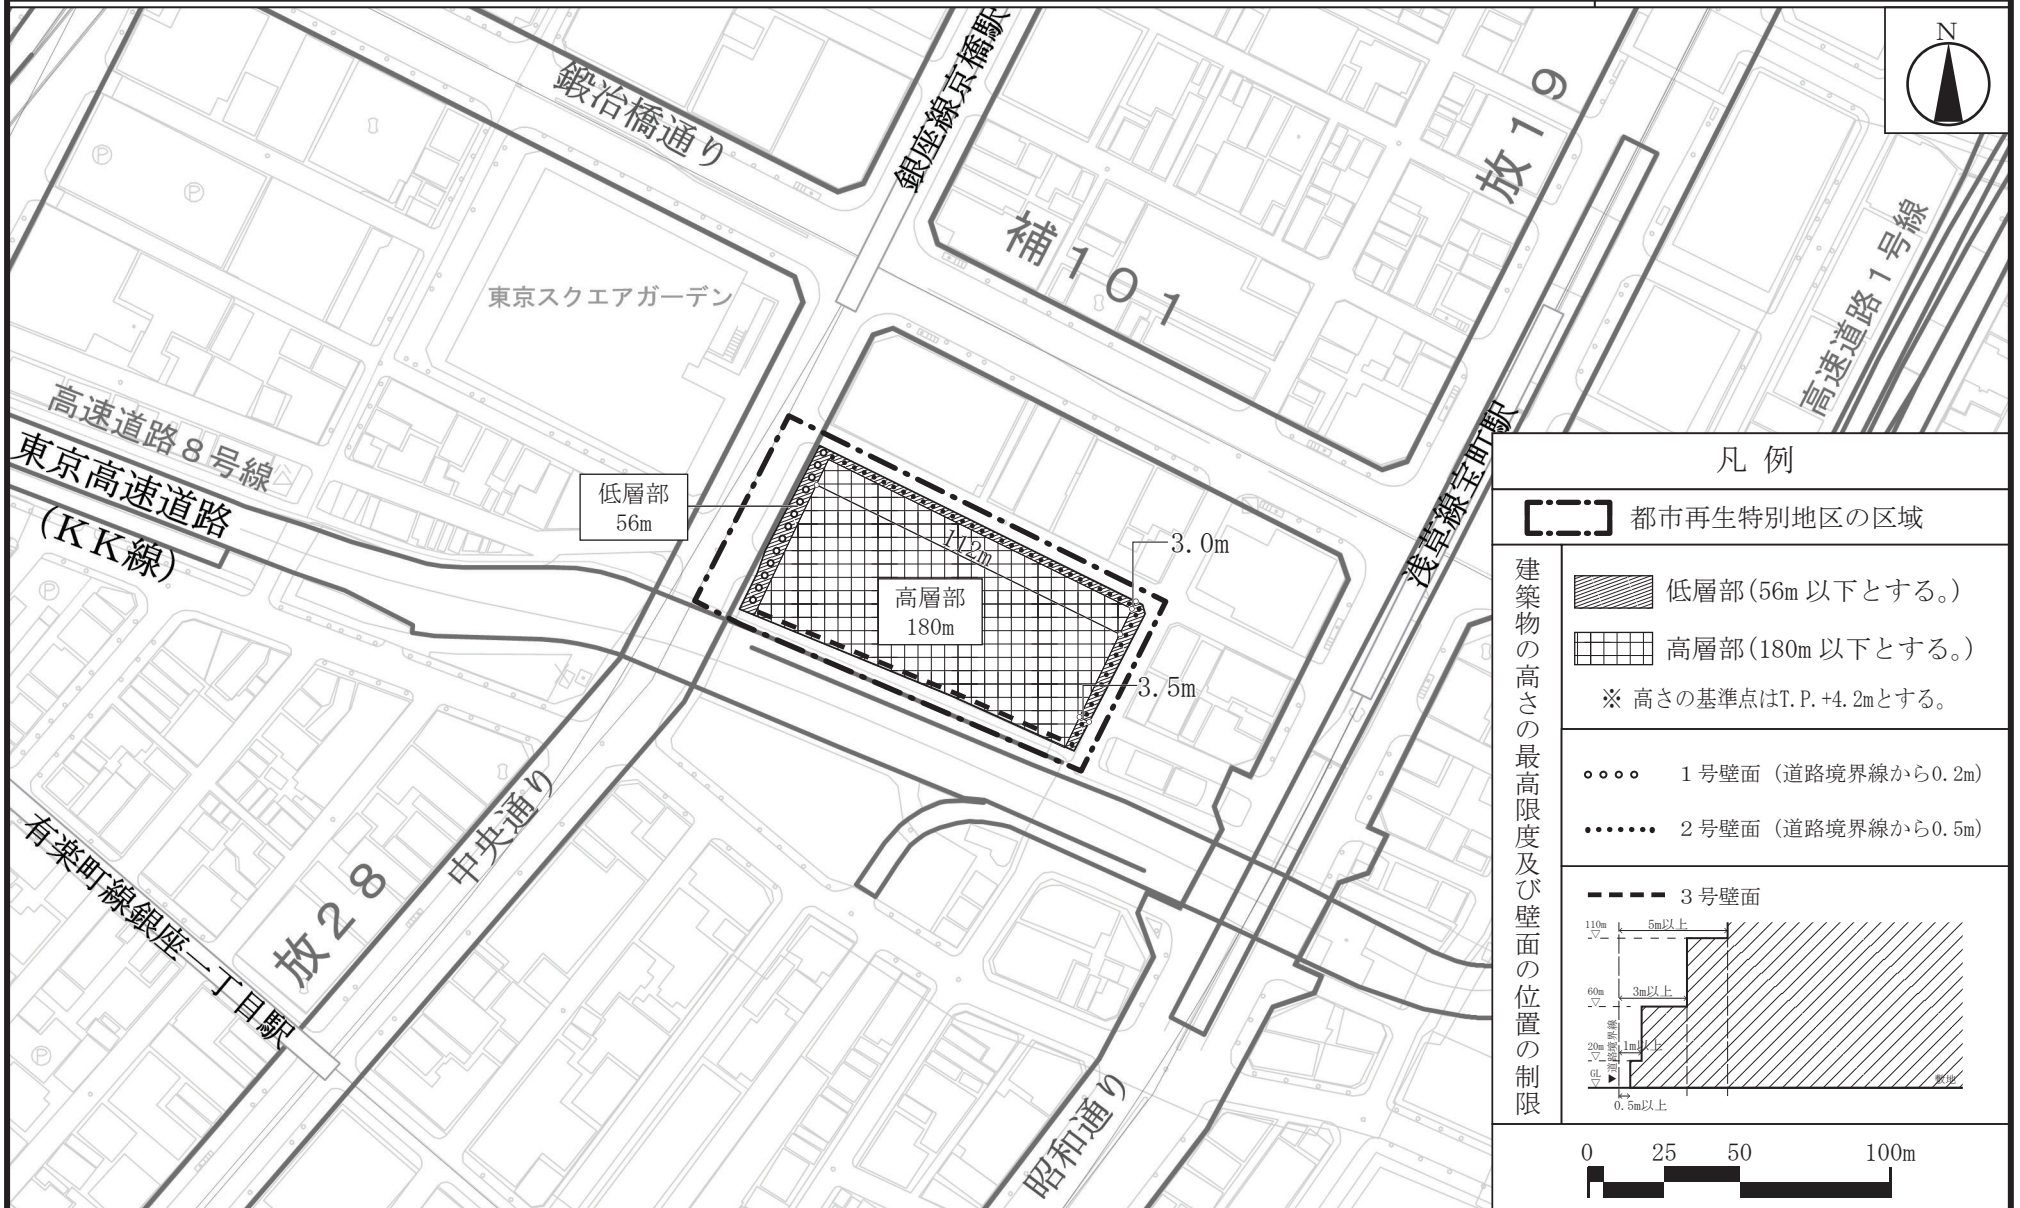 N
鍛冶橋通り
銀座線京橋駅
放19
補101
高速道路1号線
東京スクエアガーデン
Ⓟ
Ⓟ
高速道路8号線
東京高速道路
(KK線)
Ⓟ
浅草線宝町駅
低層部
56m
112m
3.0m
高層部
180m
3.5m
中央通り
有楽町線銀座一丁目駅
放28
Ⓟ
昭和通り
凡 例
都市再生特別地区の区域
建築物の高さの最高限度及び壁面の位置の制限
低層部(56m 以下とする。)
高層部(180m 以下とする。)
※ 高さの基準点はT.P.+4.2mとする。
1号壁面 (道路境界線から0.2m)
2号壁面 (道路境界線から0.5m)
3号壁面
110m
5m以上
60m
3m以上
20m
1m以上
道路境界線
GL
敷地
0.5m以上
0 25 50 100m